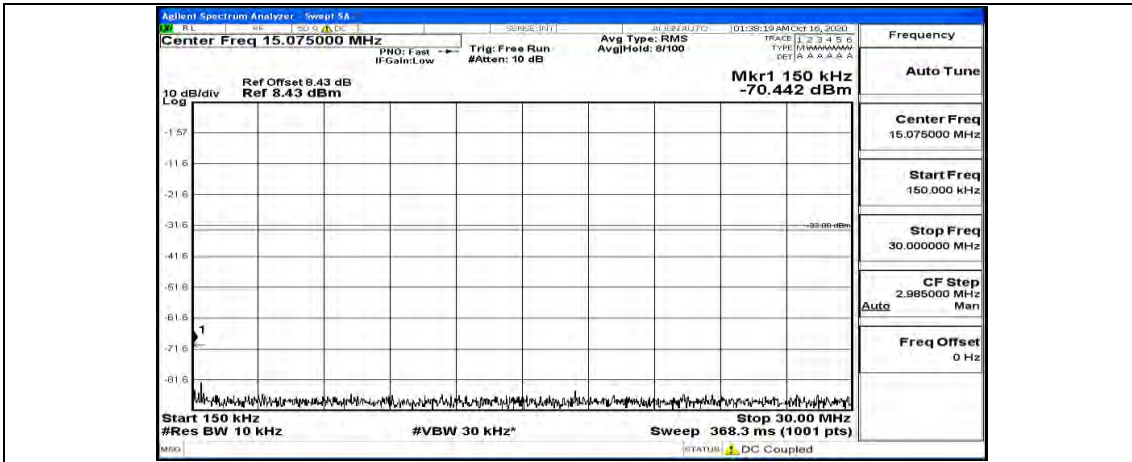 Agilent Spectrum Analyzer - Swept SA
RL RF 50 Ω DC SENSE:INT ALIGN AUTO 01:38:19 AM Oct 16, 2020
Center Freq 15.075000 MHz
PNO: Fast
IFGain:Low
Trig: Free Run
#Atten: 10 dB
Avg Type: RMS
Avg|Hold: 8/100
TRACE 1 2 3 4 5 6
TYPE M WWWWW
DET A A A A A A
Frequency
Ref Offset 8.43 dB
10 dB/div Ref 8.43 dBm
Log
Mkr1 150 kHz
-70.442 dBm
Auto Tune
Center Freq
15.075000 MHz
Start Freq
150.000 kHz
Stop Freq
30.000000 MHz
CF Step
2.985000 MHz
Auto Man
Freq Offset
0 Hz
-1.57
-11.6
-21.6
-31.6
-33.00 dBm
-41.6
-51.6
-61.6
1
-71.6
-81.6
Start 150 kHz
Stop 30.00 MHz
#Res BW 10 kHz
#VBW 30 kHz*
Sweep 368.3 ms (1001 pts)
MSG
STATUS DC Coupled